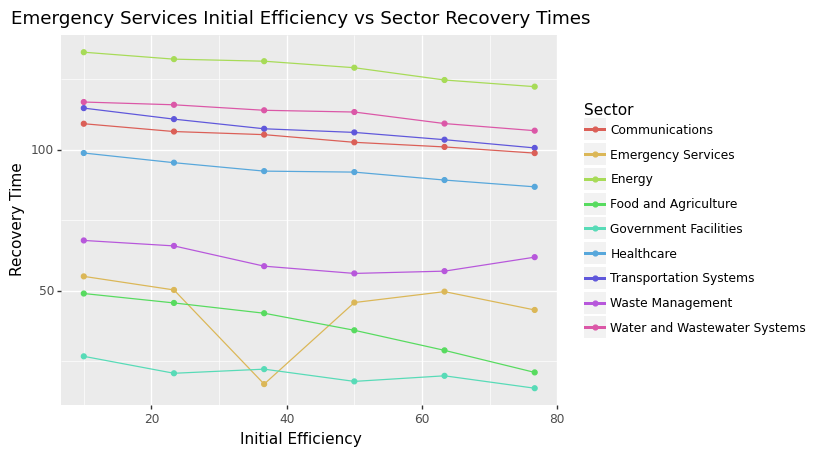 Emergency Services Initial Efficiency vs Sector Recovery Times
Recovery Time
100
50
20
40
60
80
Initial Efficiency
Sector
Communications
Emergency Services
Energy
Food and Agriculture
Government Facilities
Healthcare
Transportation Systems
Waste Management
Water and Wastewater Systems